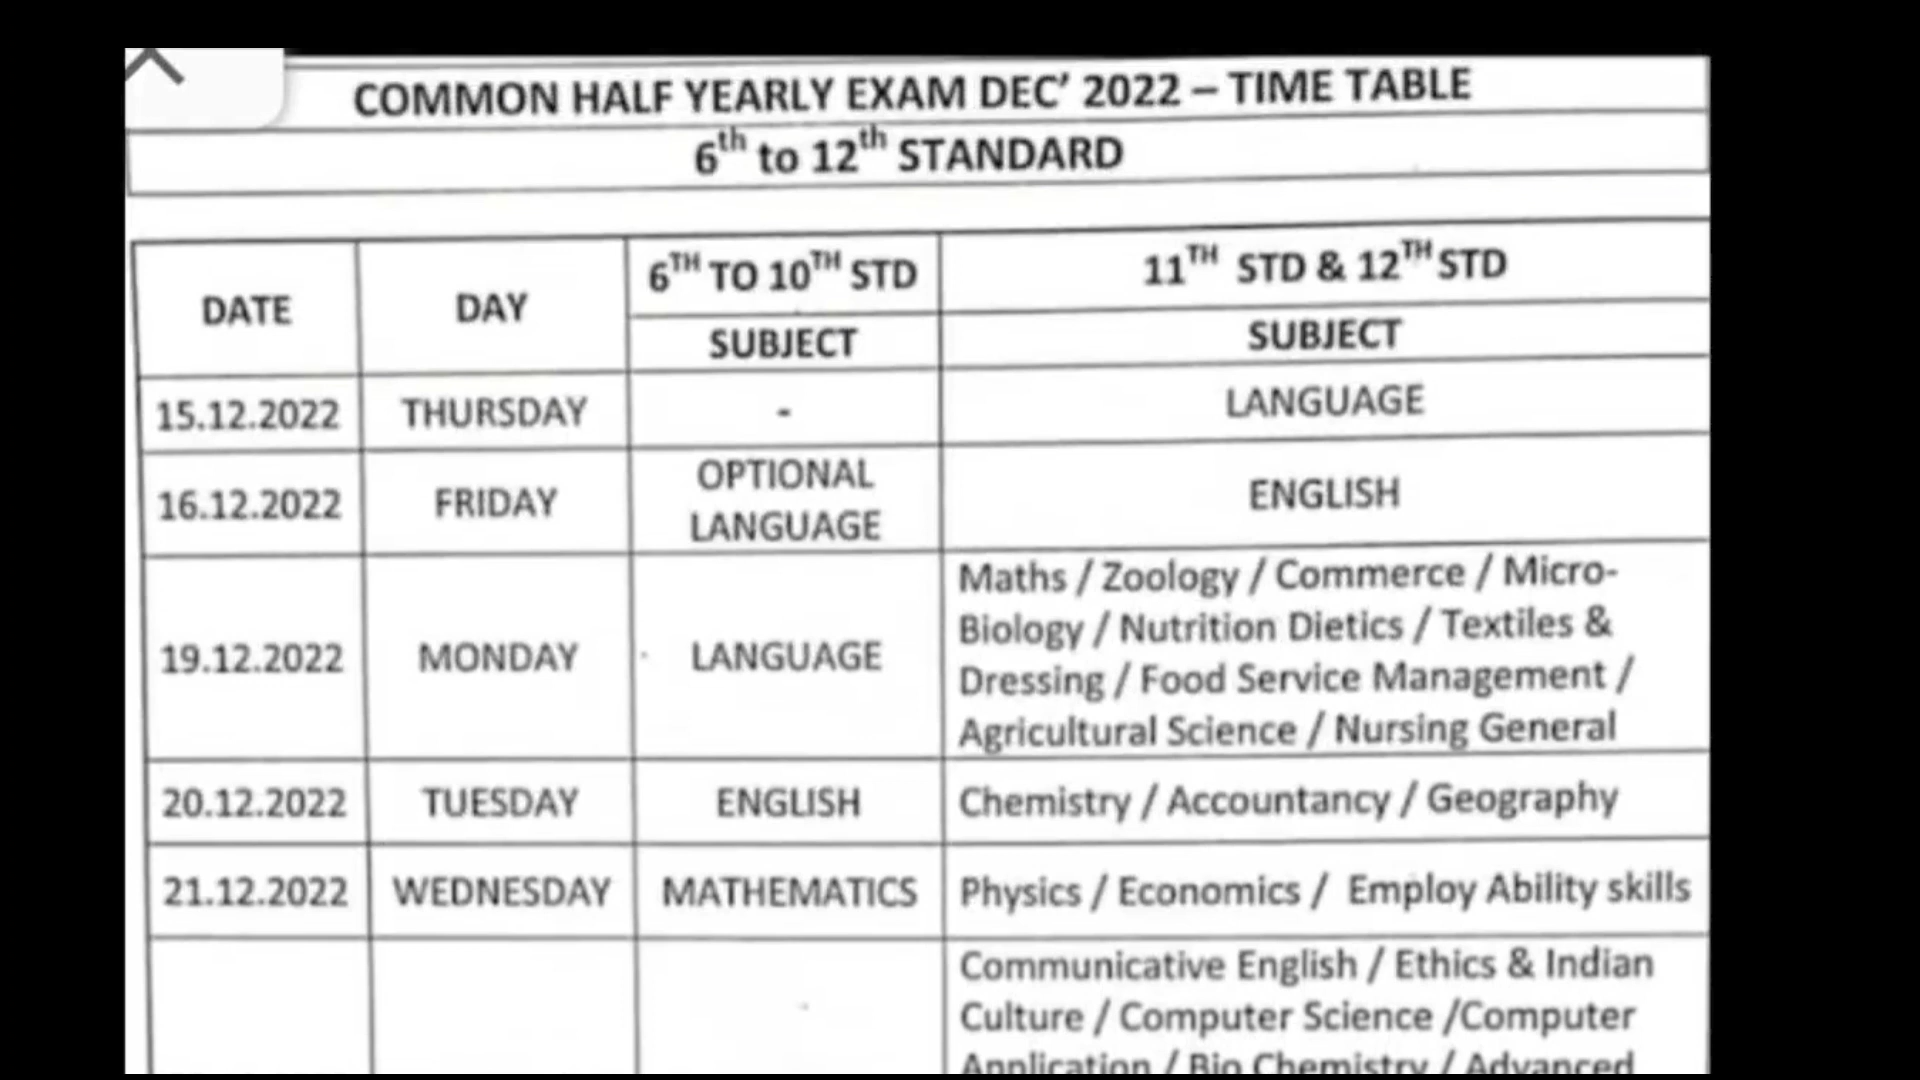 COMMON HALF YEARLY EXAM DEC’ 2022 – TIME TABLE
6th to 12th STANDARD
DATE
DAY
6TH TO 10TH STD
11TH STD & 12TH STD
SUBJECT
SUBJECT
15.12.2022 THURSDAY - LANGUAGE
16.12.2022 FRIDAY OPTIONAL LANGUAGE ENGLISH
19.12.2022 MONDAY LANGUAGE
Maths / Zoology / Commerce / Micro-
Biology / Nutrition Dietics / Textiles &
Dressing / Food Service Management /
Agricultural Science / Nursing General
20.12.2022 TUESDAY ENGLISH Chemistry / Accountancy / Geography
21.12.2022 WEDNESDAY MATHEMATICS Physics / Economics / Employ Ability skills
Communicative English / Ethics & Indian
Culture / Computer Science /Computer
Application / Bio Chemistry / Advanced